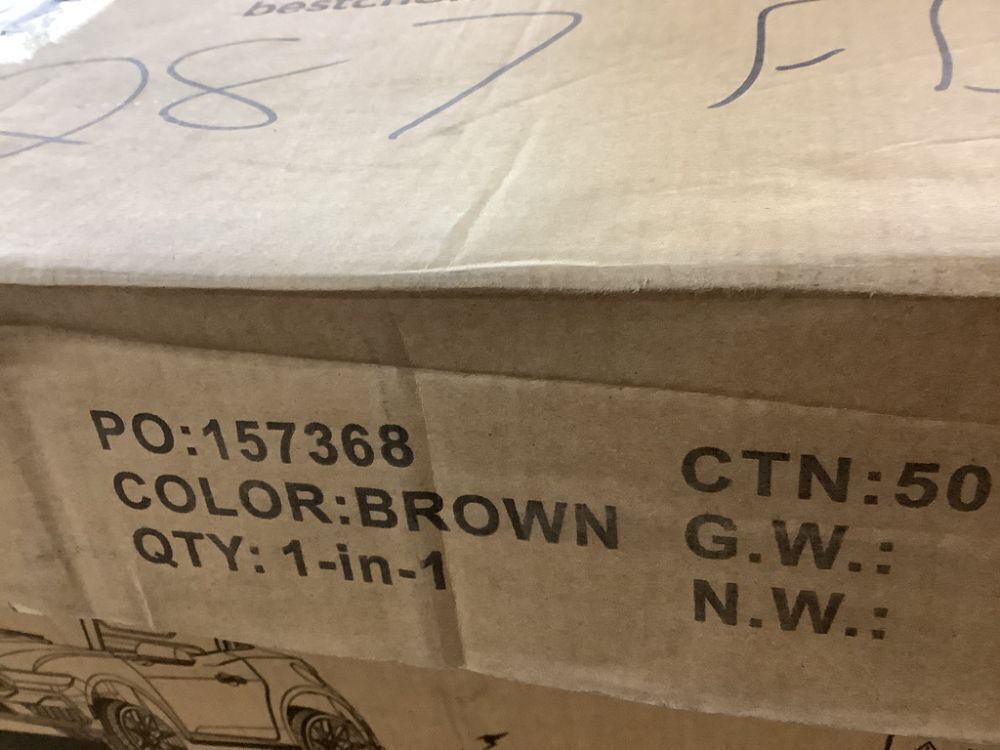 287
PO:157368
COLOR:BROWN
QTY: 1-in-1
CTN:50
G.W.:
N.W.: